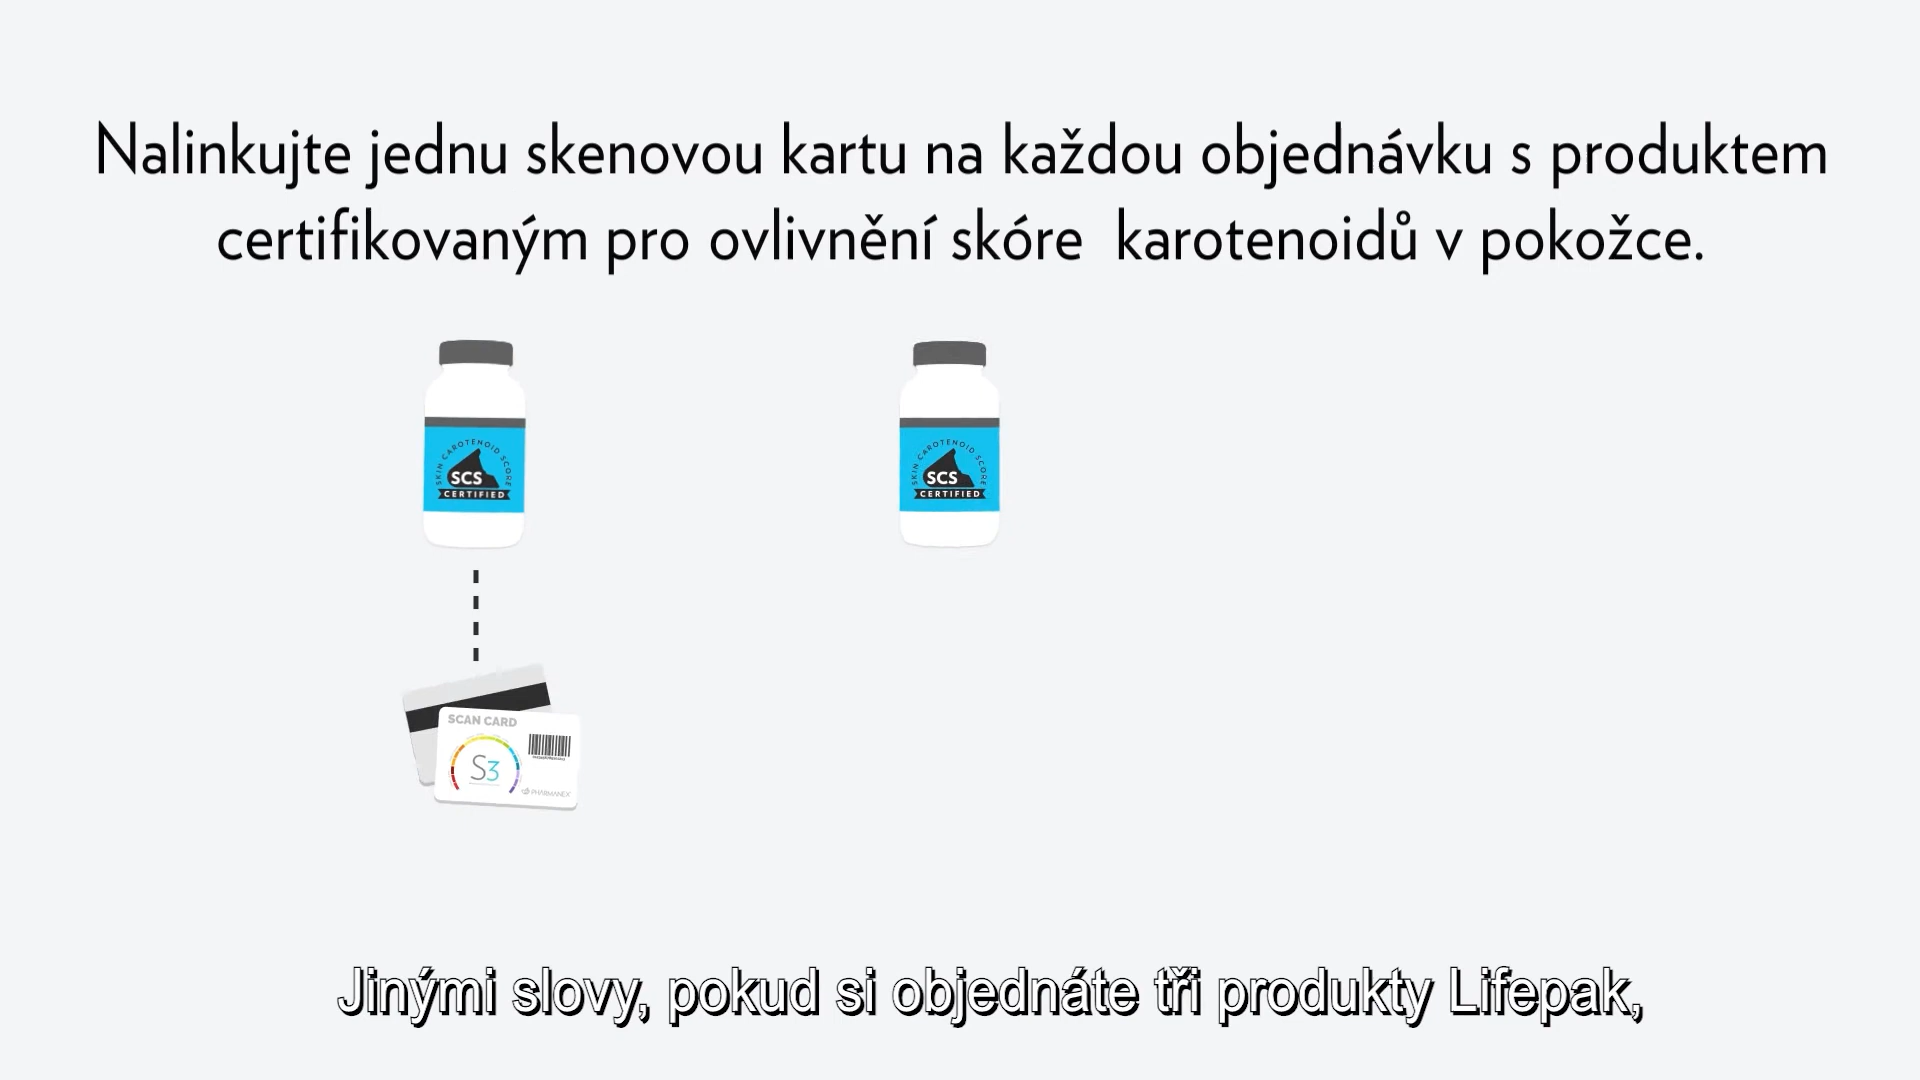 Nalinkujte jednu skenovou kartu na každou objednávku s produktem
certifikovaným pro ovlivnění skóre karotenoidů v pokožce.
SKIN CAROTENOID SCORE
SCS
CERTIFIED
SKIN CAROTENOID SCORE
SCS
CERTIFIED
SCAN CARD
S3
PHARMANEX
Jinými slovy, pokud si objednáte tři produkty Lifepak,